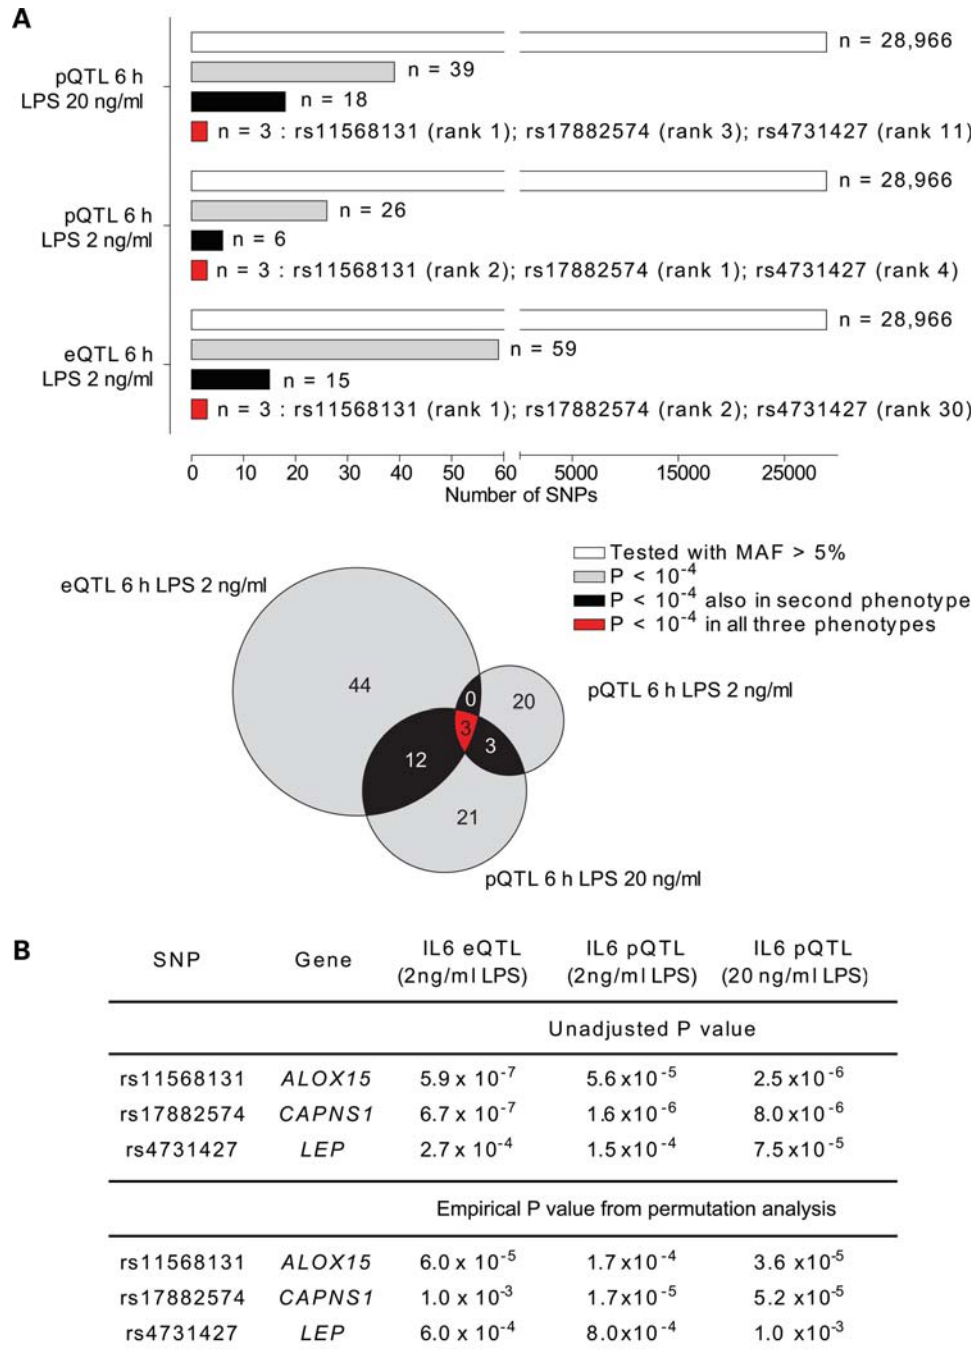 A
n = 28,966
pQTL 6 h
LPS 20 ng/ml
n = 39
n = 18
n = 3 : rs11568131 (rank 1); rs17882574 (rank 3); rs4731427 (rank 11)
n = 28,966
pQTL 6 h
LPS 2 ng/ml
n = 26
n = 6
n = 3 : rs11568131 (rank 2); rs17882574 (rank 1); rs4731427 (rank 4)
n = 28,966
eQTL 6 h
LPS 2 ng/ml
n = 59
n = 15
n = 3 : rs11568131 (rank 1); rs17882574 (rank 2); rs4731427 (rank 30)
0 10 20 30 40 50 60 5000 15000 25000
Number of SNPs
Tested with MAF > 5%
P < 10⁻⁴
P < 10⁻⁴ also in second phenotype
P < 10⁻⁴ in all three phenotypes
eQTL 6 h LPS 2 ng/ml
pQTL 6 h LPS 2 ng/ml
44
0
20
3
3
12
21
pQTL 6 h LPS 20 ng/ml
B
SNP Gene IL6 eQTL (2ng/ml LPS) IL6 pQTL (2ng/ml LPS) IL6 pQTL (20 ng/ml LPS)
Unadjusted P value
rs11568131 ALOX15 5.9 x 10⁻⁷ 5.6 x10⁻⁵ 2.5 x10⁻⁶
rs17882574 CAPNS1 6.7 x 10⁻⁷ 1.6 x10⁻⁶ 8.0 x10⁻⁶
rs4731427 LEP 2.7 x 10⁻⁴ 1.5 x10⁻⁴ 7.5 x10⁻⁵
Empirical P value from permutation analysis
rs11568131 ALOX15 6.0 x 10⁻⁵ 1.7 x10⁻⁴ 3.6 x10⁻⁵
rs17882574 CAPNS1 1.0 x 10⁻³ 1.7x10⁻⁵ 5.2 x10⁻⁵
rs4731427 LEP 6.0 x 10⁻⁴ 8.0x10⁻⁴ 1.0 x10⁻³